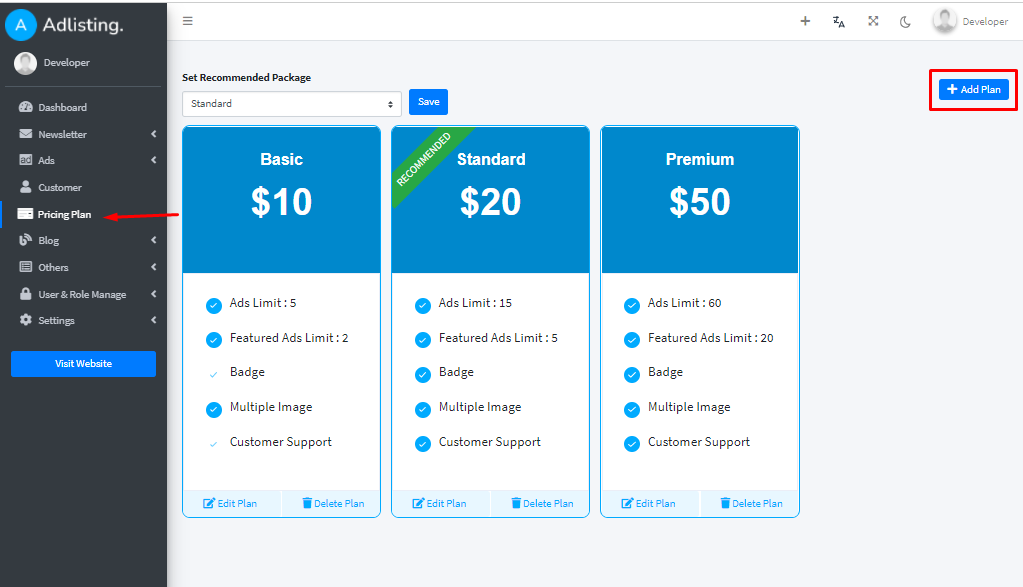 A Adlisting.
Developer
Dashboard
Newsletter
ad Ads
Customer
Pricing Plan
Blog
Others
User & Role Manage
Settings
Visit Website
Developer
Set Recommended Package
Standard
Save
+ Add Plan
Basic
$10
Ads Limit : 5
Featured Ads Limit : 2
Badge
Multiple Image
Customer Support
Edit Plan
Delete Plan
RECOMMENDED
Standard
$20
Ads Limit : 15
Featured Ads Limit : 5
Badge
Multiple Image
Customer Support
Edit Plan
Delete Plan
Premium
$50
Ads Limit : 60
Featured Ads Limit : 20
Badge
Multiple Image
Customer Support
Edit Plan
Delete Plan